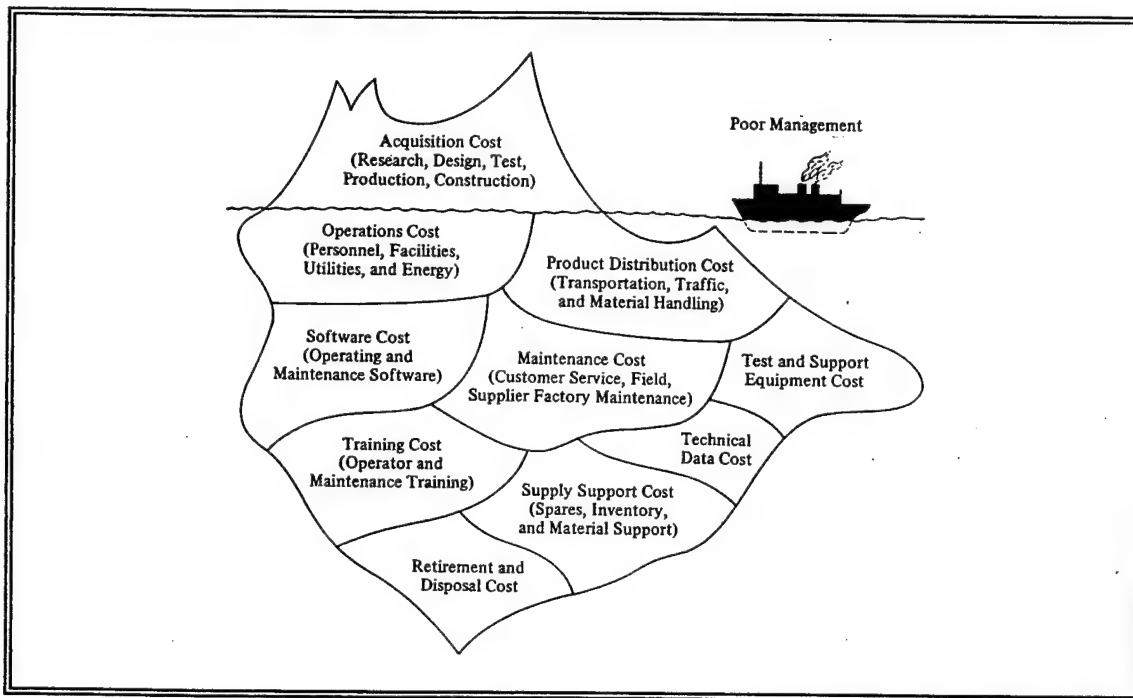 Poor Management
Acquisition Cost
(Research, Design, Test,
Production, Construction)
Operations Cost
(Personnel, Facilities,
Utilities, and Energy)
Product Distribution Cost
(Transportation, Traffic,
and Material Handling)
Software Cost
(Operating and
Maintenance Software)
Maintenance Cost
(Customer Service, Field,
Supplier Factory Maintenance)
Test and Support
Equipment Cost
Training Cost
(Operator and
Maintenance Training)
Technical
Data Cost
Supply Support Cost
(Spares, Inventory,
and Material Support)
Retirement and
Disposal Cost